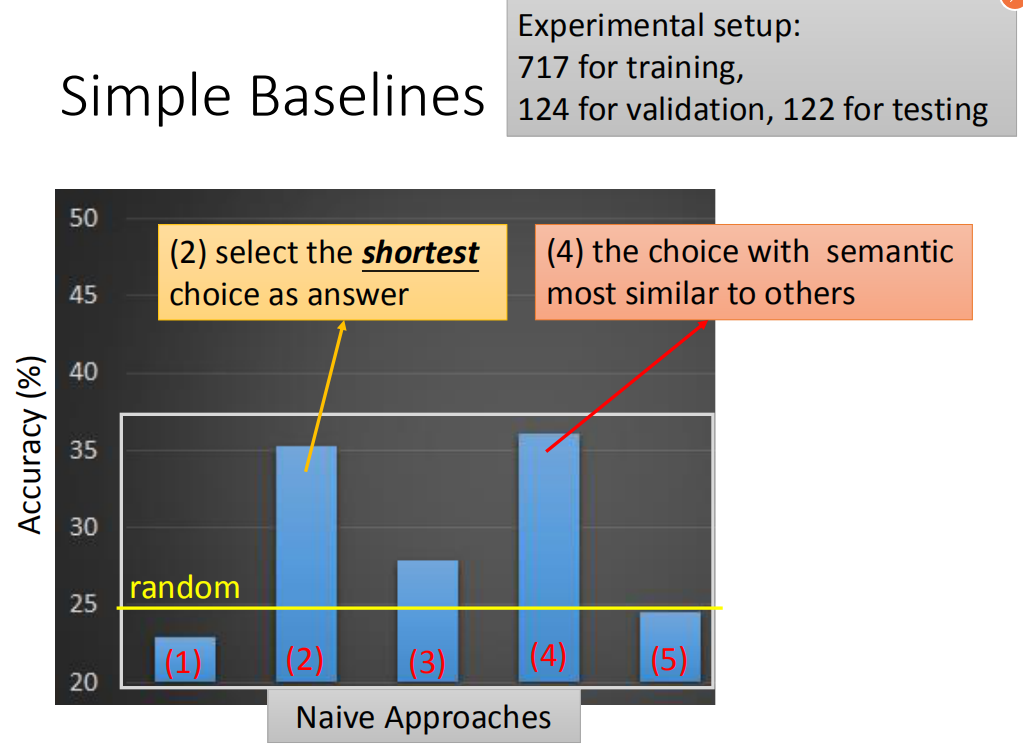 Experimental setup:
717 for training,
124 for validation, 122 for testing
Simple Baselines
50
45
40
35
30
25
20
Accuracy (%)
(2) select the shortest
choice as answer
(4) the choice with semantic
most similar to others
random
(1)
(2)
(3)
(4)
(5)
Naive Approaches